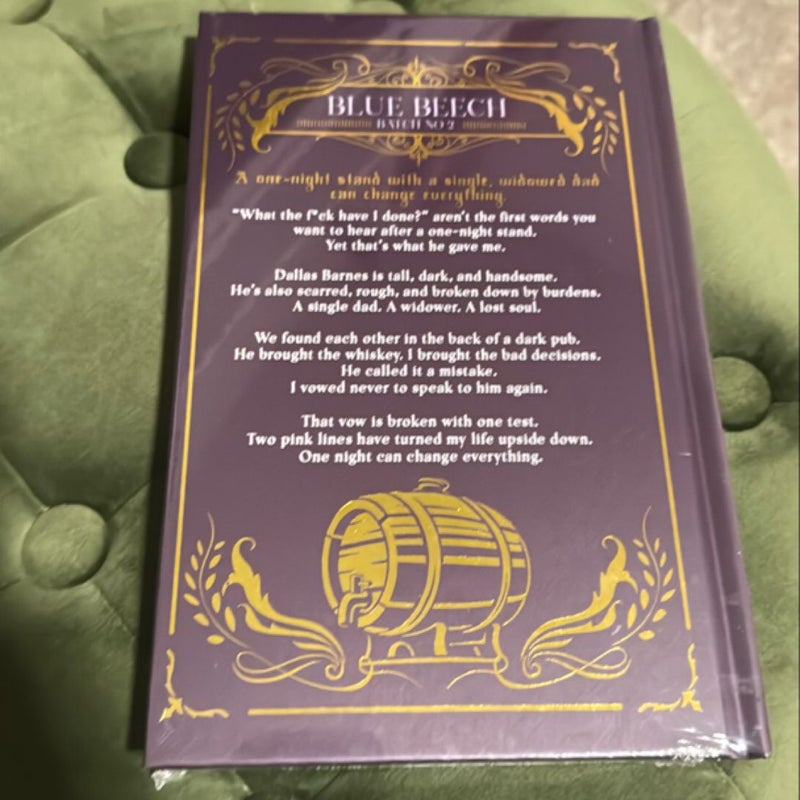 BLUE BEECH
BATCH NO 2
A one-night stand with a single, widowed dad
can change everything.
"What the f*ck have I done?" aren't the first words you
want to hear after a one-night stand.
Yet that's what he gave me.
Dallas Barnes is tall, dark, and handsome.
He's also scarred, rough, and broken down by burdens.
A single dad. A widower. A lost soul.
We found each other in the back of a dark pub.
He brought the whiskey. I brought the bad decisions.
He called it a mistake.
I vowed never to speak to him again.
That vow is broken with one test.
Two pink lines have turned my life upside down.
One night can change everything.